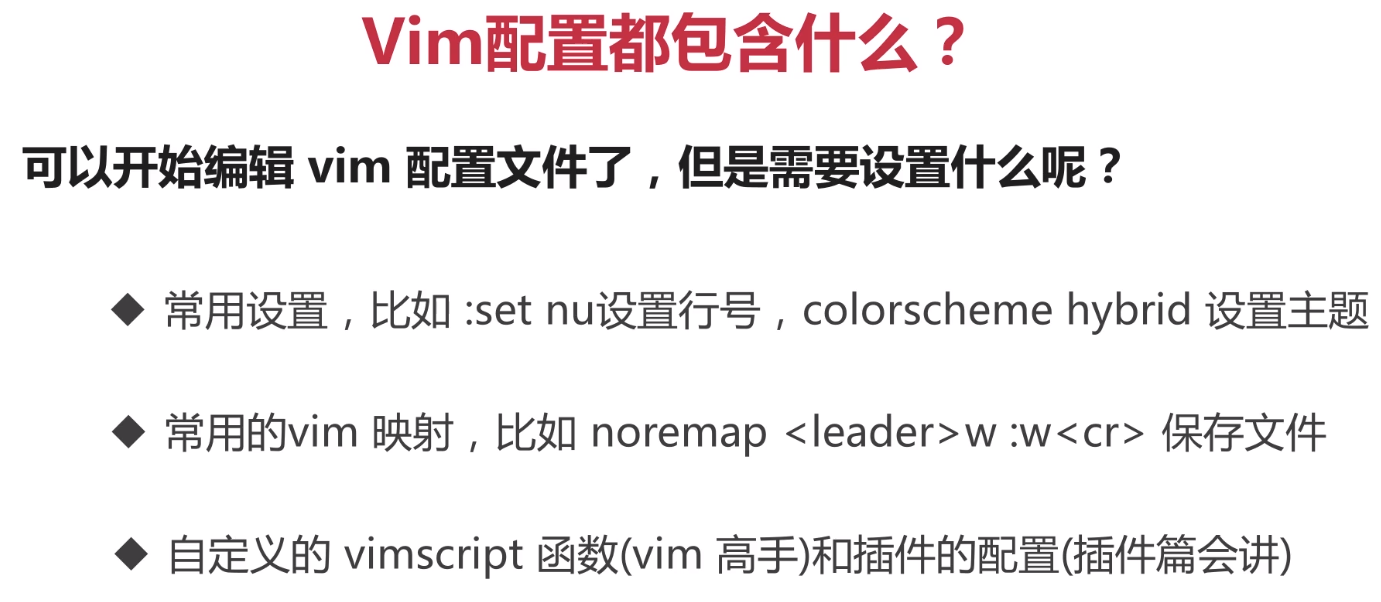 Vim配置都包含什么？
可以开始编辑 vim 配置文件了，但是需要设置什么呢？
◆ 常用设置，比如 :set nu设置行号，colorscheme hybrid 设置主题
◆ 常用的vim 映射，比如 noremap <leader>w :w<cr> 保存文件
◆ 自定义的 vimscript 函数(vim 高手)和插件的配置(插件篇会讲)